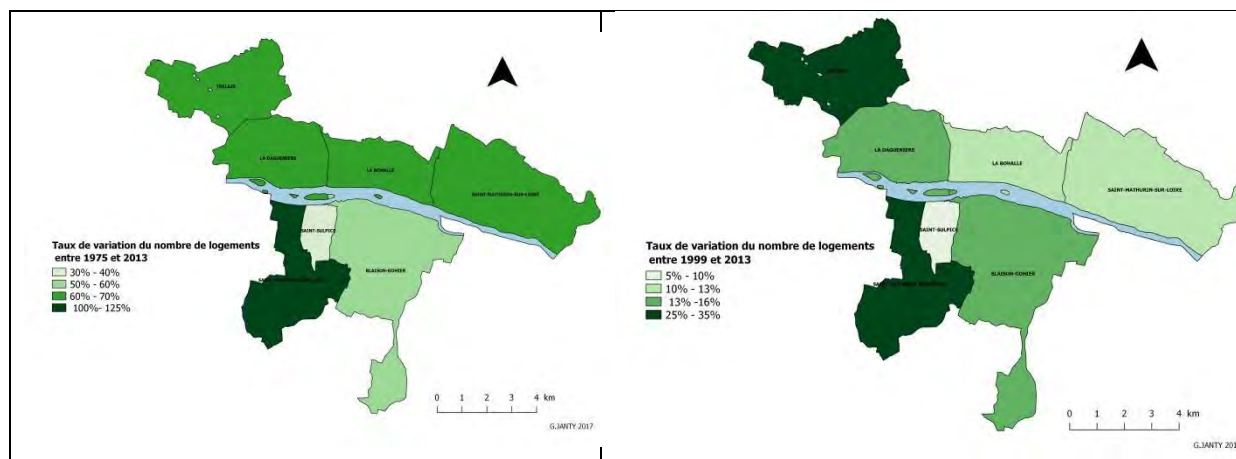 TRELAZE
LA DAGUENIERE
LA BOHALLE
SAINT-MATHURIN-SUR-LOIRE
SAINT-SULPICE
BLAISON-GOHIER
Taux de variation du nombre de logements
entre 1975 et 2013
30% - 40%
50% - 60%
60% - 70%
100%- 125%
0 1 2 3 4 km
G.JANTY 2017
LA DAGUENIERE
LA BOHALLE
SAINT-MATHURIN-SUR-LOIRE
SAINT-SULPICE
BLAISON-GOHIER
Taux de variation du nombre de logements
entre 1999 et 2013
5% - 10%
10% - 13%
13% -16%
25% - 35%
0 1 2 3 4 km
G.JANTY 201